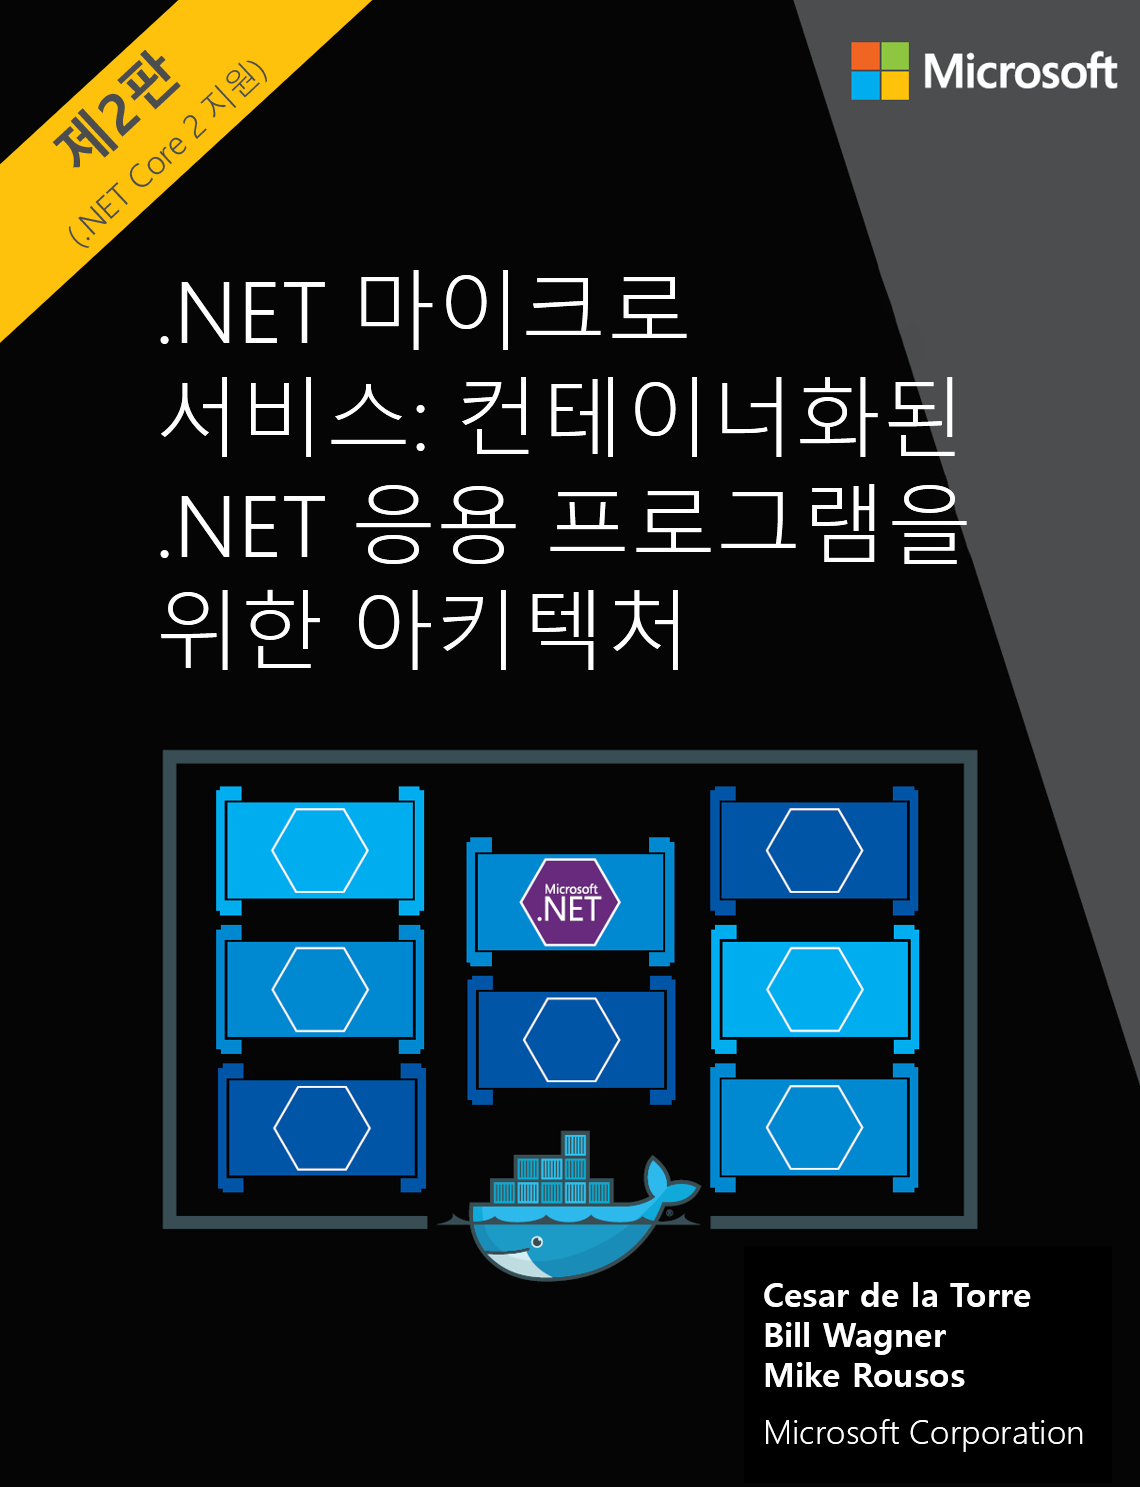 제2판
(.NET Core 2 지원)
Microsoft
.NET 마이크로
서비스: 컨테이너화된
.NET 응용 프로그램을
위한 아키텍처
Microsoft
.NET
®
Cesar de la Torre
Bill Wagner
Mike Rousos
Microsoft Corporation